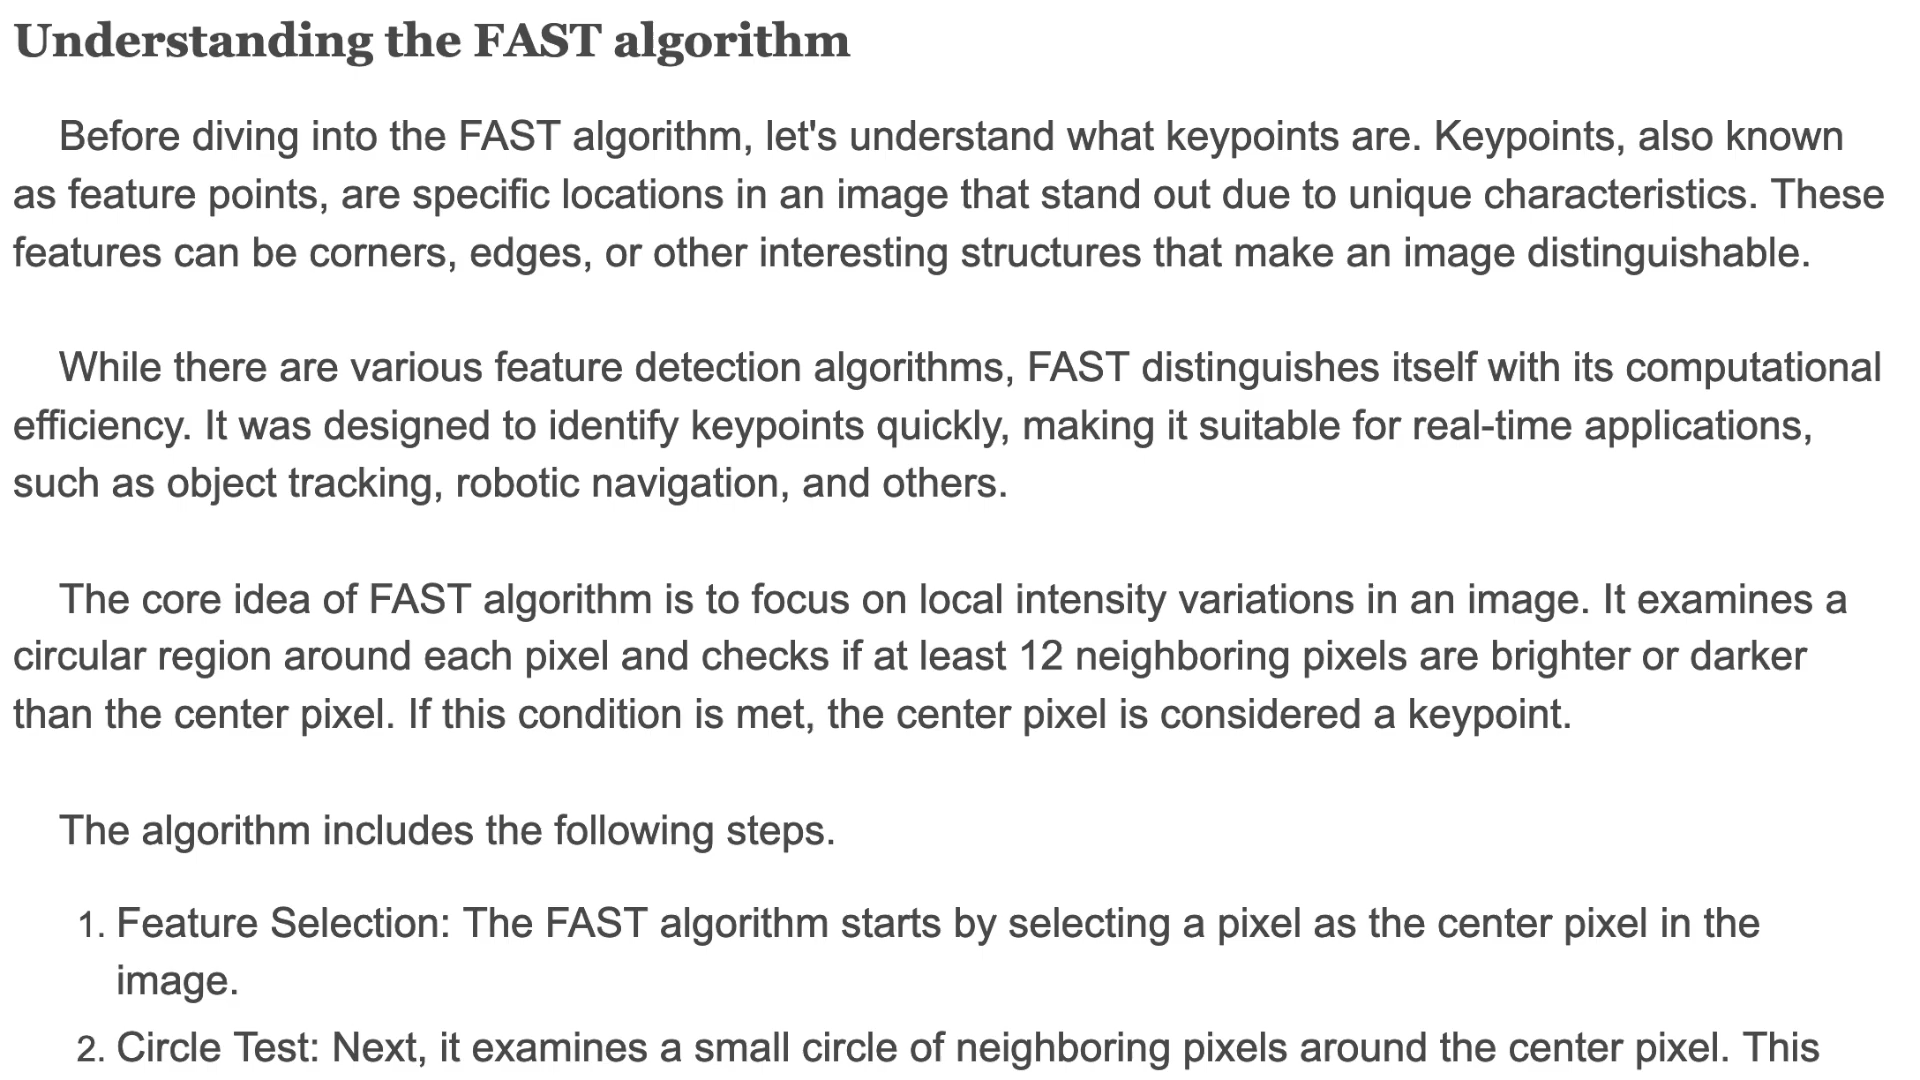 Understanding the FAST algorithm
Before diving into the FAST algorithm, let's understand what keypoints are. Keypoints, also known
as feature points, are specific locations in an image that stand out due to unique characteristics. These
features can be corners, edges, or other interesting structures that make an image distinguishable.
While there are various feature detection algorithms, FAST distinguishes itself with its computational
efficiency. It was designed to identify keypoints quickly, making it suitable for real-time applications,
such as object tracking, robotic navigation, and others.
The core idea of FAST algorithm is to focus on local intensity variations in an image. It examines a
circular region around each pixel and checks if at least 12 neighboring pixels are brighter or darker
than the center pixel. If this condition is met, the center pixel is considered a keypoint.
The algorithm includes the following steps.
1. Feature Selection: The FAST algorithm starts by selecting a pixel as the center pixel in the
image.
2. Circle Test: Next, it examines a small circle of neighboring pixels around the center pixel. This